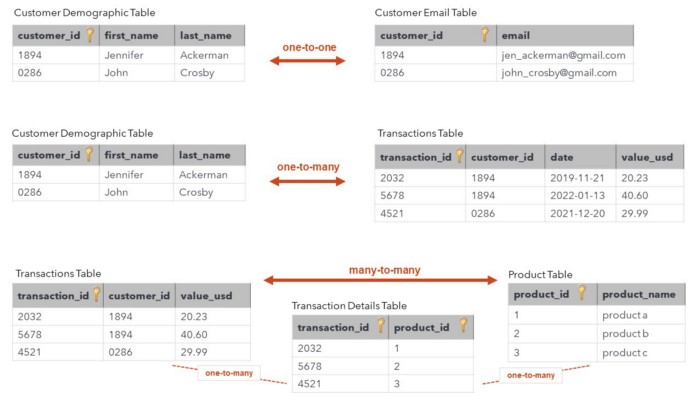 Customer Demographic Table
customer_id first_name last_name
1894 Jennifer Ackerman
0286 John Crosby
one-to-one
Customer Email Table
customer_id email
1894 jen_ackerman@gmail.com
0286 john_crosby@gmail.com
Customer Demographic Table
customer_id first_name last_name
1894 Jennifer Ackerman
0286 John Crosby
one-to-many
Transactions Table
transaction_id customer_id date value_usd
2032 1894 2019-11-21 20.23
5678 1894 2022-01-13 40.60
4521 0286 2021-12-20 29.99
Transactions Table
transaction_id customer_id value_usd
2032 1894 20.23
5678 1894 40.60
4521 0286 29.99
many-to-many
Transaction Details Table
transaction_id product_id
2032 1
5678 2
4521 3
Product Table
product_id product_name
1 product a
2 product b
3 product c
one-to-many
one-to-many